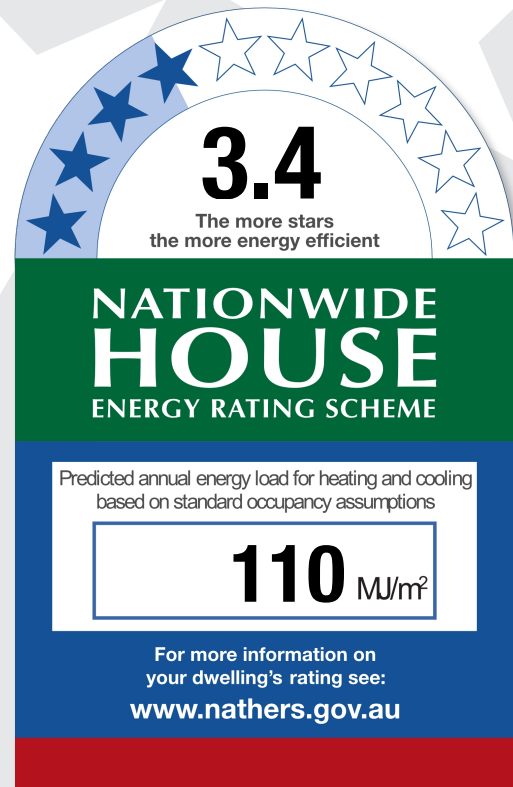 3.4
The more stars
the more energy efficient
NATIONWIDE
HOUSE
ENERGY RATING SCHEME
Predicted annual energy load for heating and cooling
based on standard occupancy assumptions
110 MJ/m²
For more information on
your dwelling's rating see:
www.nathers.gov.au